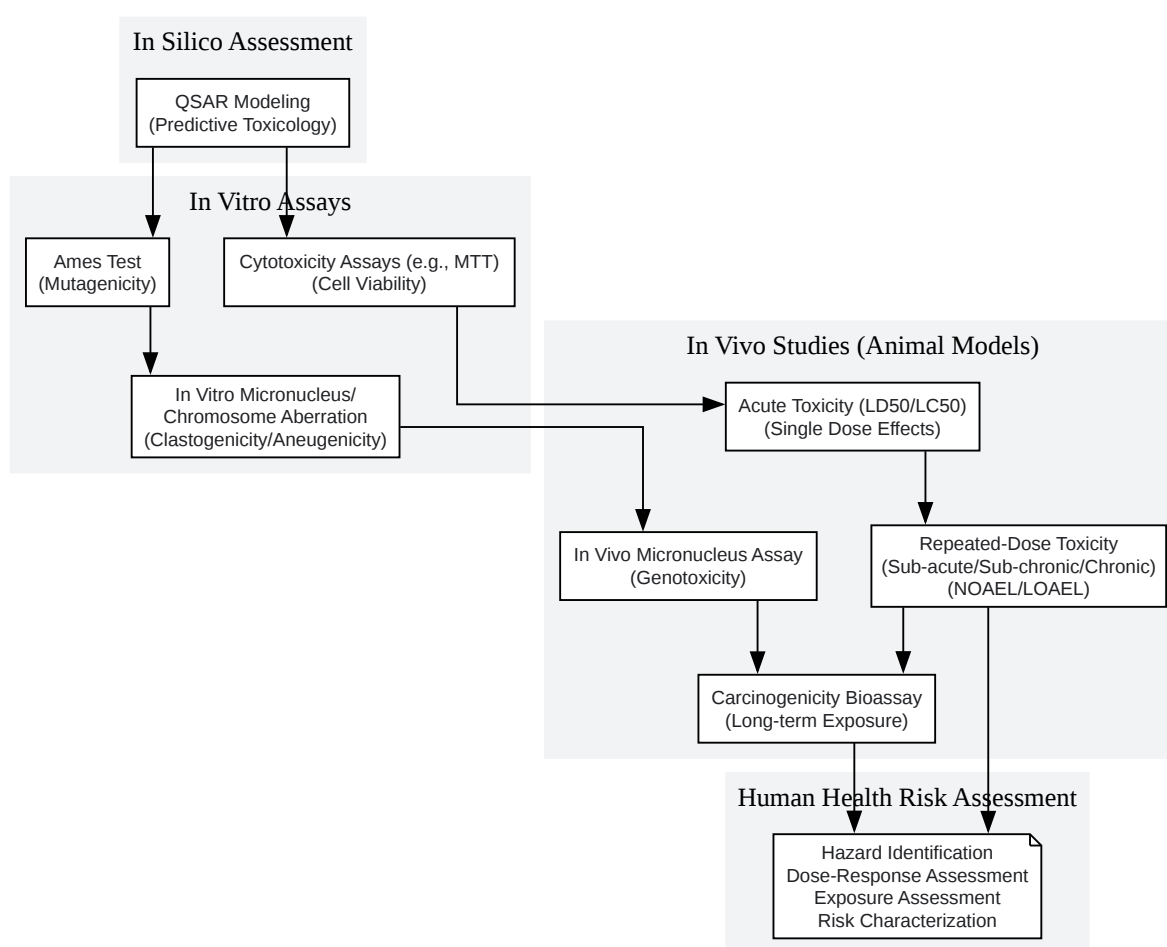 In Silico Assessment
QSAR Modeling
(Predictive Toxicology)
In Vitro Assays
Ames Test
(Mutagenicity)
Cytotoxicity Assays (e.g., MTT)
(Cell Viability)
In Vitro Micronucleus/
Chromosome Aberration
(Clastogenicity/Aneugenicity)
In Vivo Studies (Animal Models)
Acute Toxicity (LD50/LC50)
(Single Dose Effects)
In Vivo Micronucleus Assay
(Genotoxicity)
Repeated-Dose Toxicity
(Sub-acute/Sub-chronic/Chronic)
(NOAEL/LOAEL)
Carcinogenicity Bioassay
(Long-term Exposure)
Human Health Risk Assessment
Hazard Identification
Dose-Response Assessment
Exposure Assessment
Risk Characterization